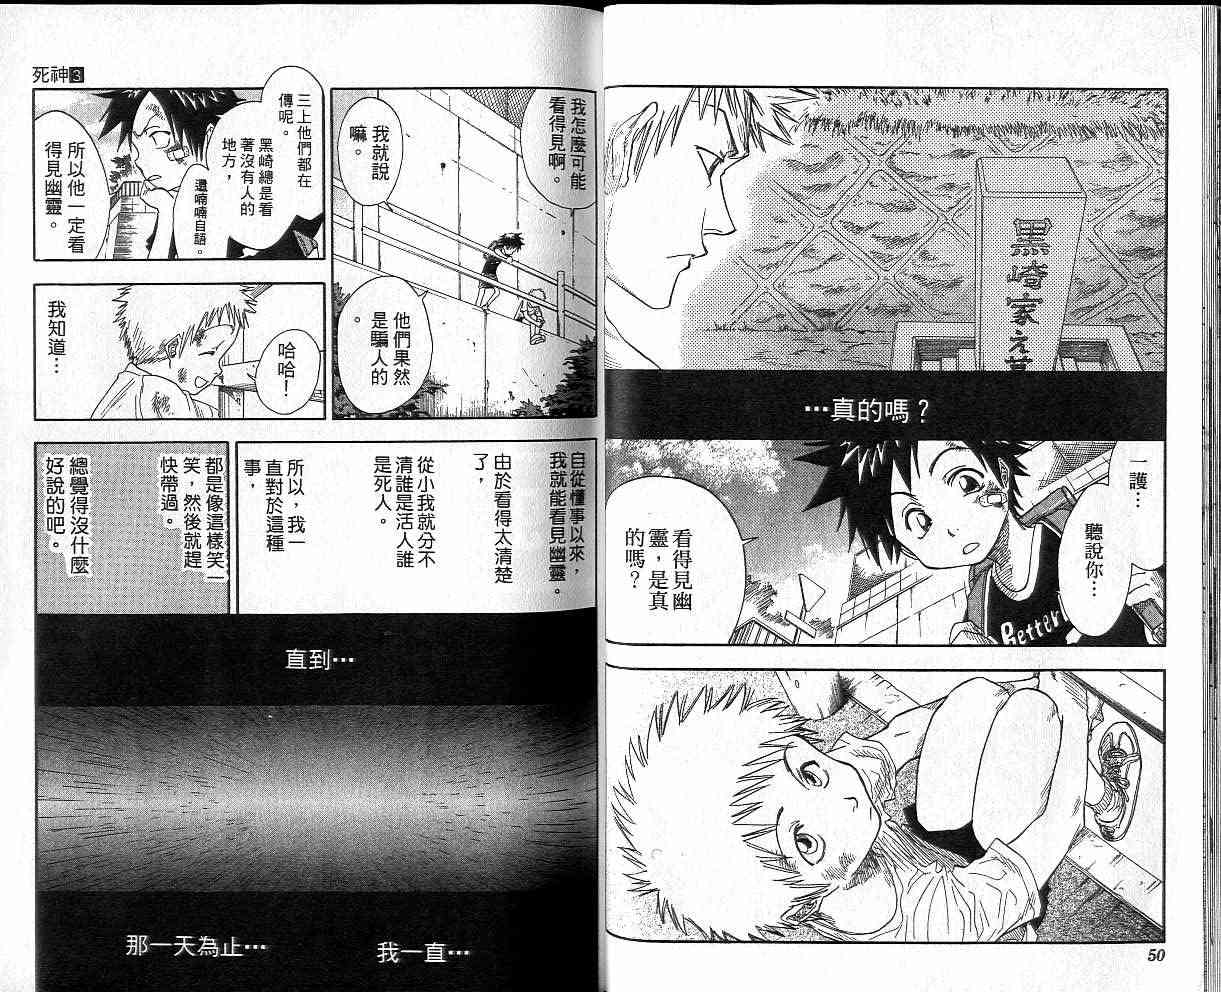 黑崎家之墓
…真的嗎？
一護…
聽說你…
看得見幽
靈，是真
的嗎？
Better
50
死神3
我怎麼可能
看得見啊。
我就說
嘛。
他們果然
是騙人的
。
三上他們都在
傳呢。
黑崎總是看
著沒有人的
地方，
還喃喃自語。
所以他一定看
得見幽靈。
哈哈！
我知道…
自從懂事以來，
我就能看見幽靈。
由於看得太清楚
了，
從小我就分不
清誰是活人誰
是死人。
所以，我一
直對於這種
事，
都是像這樣笑一
笑，然後就趕
快帶過。
總覺得沒什麼
好說的吧。
直到…
我一直…
那一天為止…